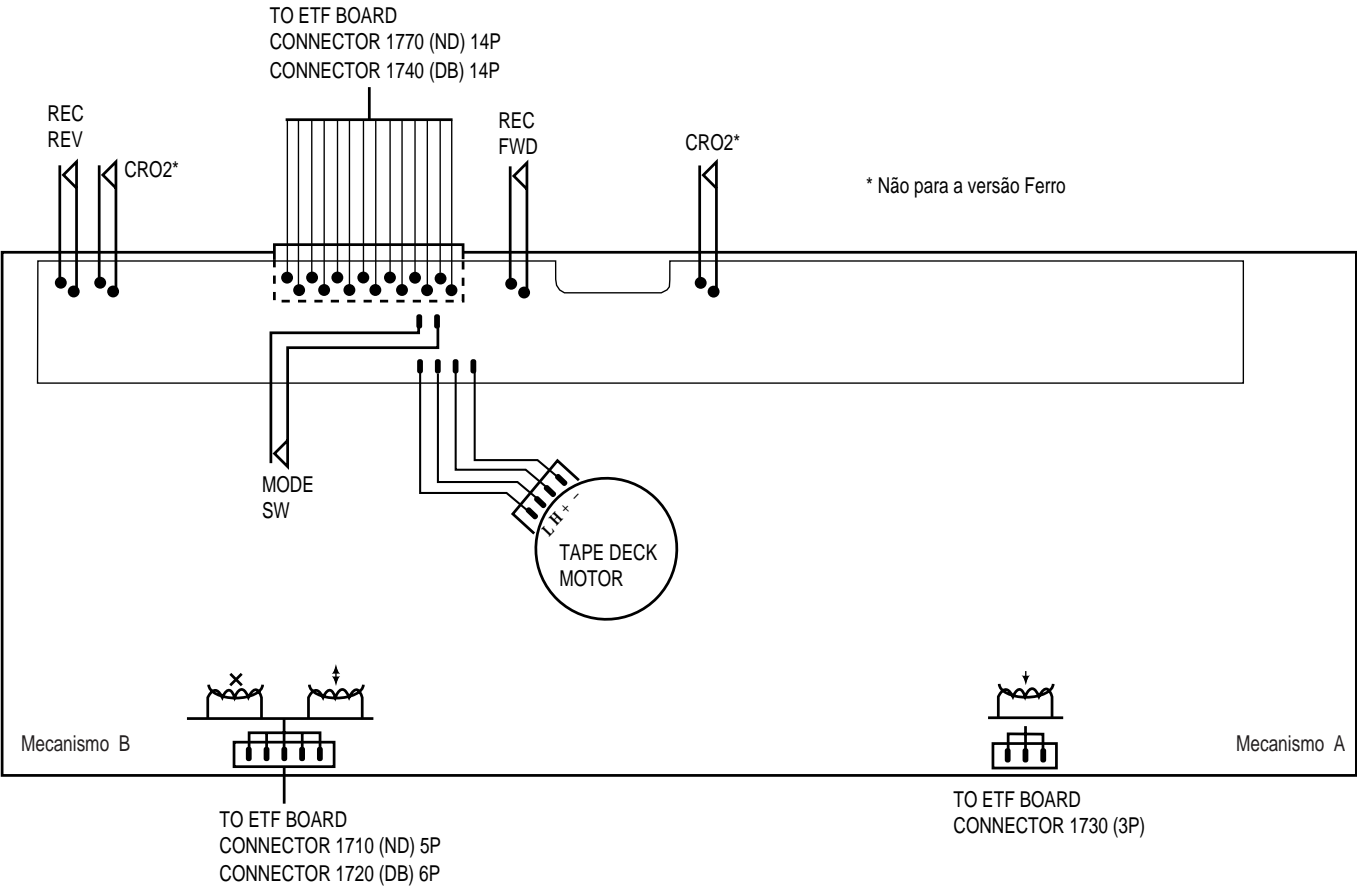 TO ETF BOARD
CONNECTOR 1770 (ND) 14P
CONNECTOR 1740 (DB) 14P
REC
REV
CRO2*
REC
FWD
CRO2*
* Não para a versão Ferro
MODE
SW
L H + −
TAPE DECK
MOTOR
Mecanismo B
Mecanismo A
TO ETF BOARD
CONNECTOR 1710 (ND) 5P
CONNECTOR 1720 (DB) 6P
TO ETF BOARD
CONNECTOR 1730 (3P)